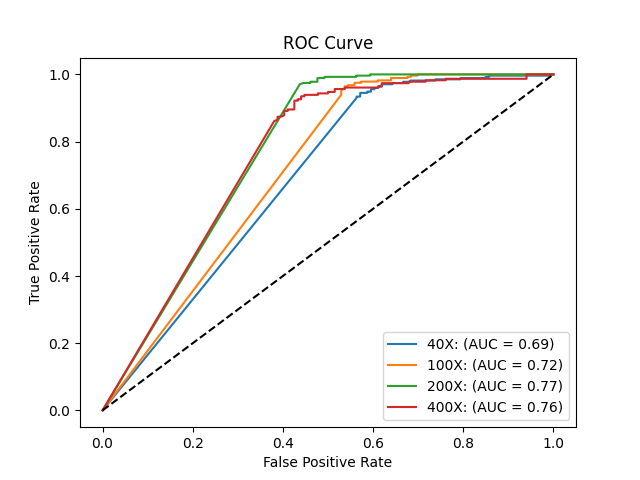 ROC Curve
True Positive Rate
1.0
0.8
0.6
0.4
0.2
0.0
0.0 0.2 0.4 0.6 0.8 1.0
False Positive Rate
40X: (AUC = 0.69)
100X: (AUC = 0.72)
200X: (AUC = 0.77)
400X: (AUC = 0.76)